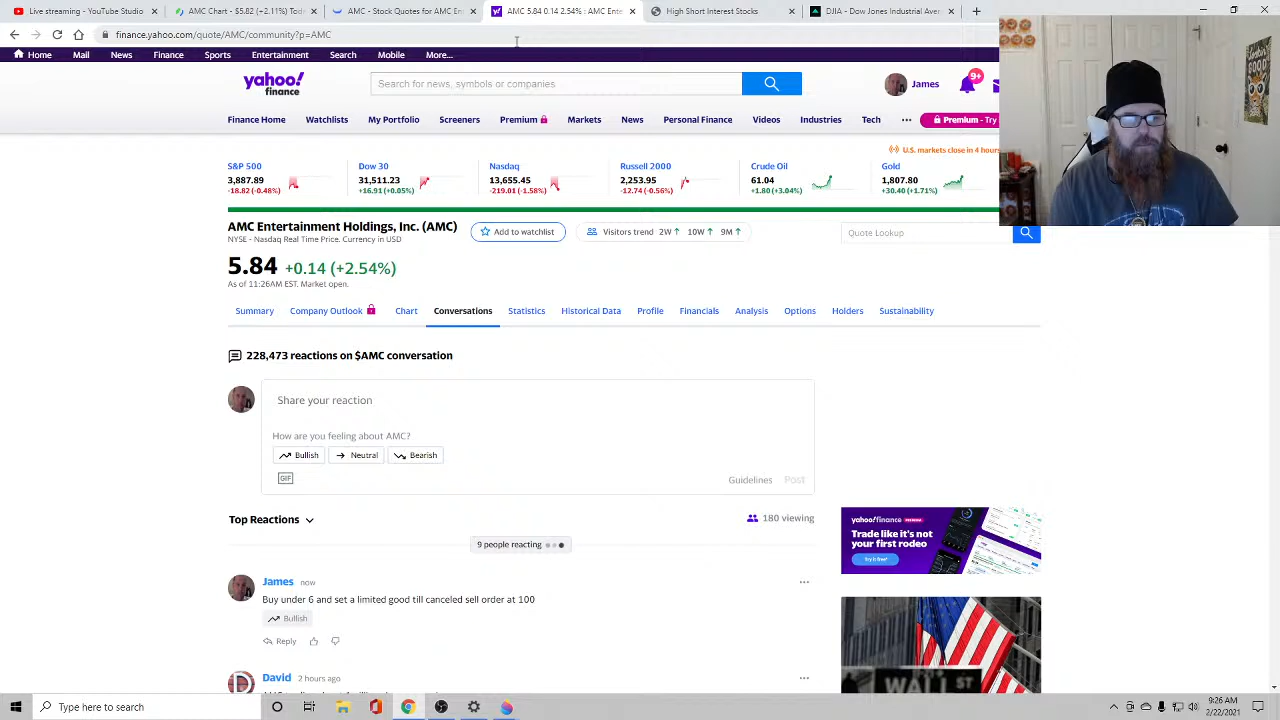 Live streaming - YouTube Studio
AMC Chart - 5.82 +2.11% Tojo To
Stock Quotes for AMC En
AMC 5.84 0.14 2.54% : AMC Ente
High Short Interest Stocks
DJIA - Dow Jones Industrial Aver
finance.yahoo.com/quote/AMC/community?p=AMC
Home Mail News Finance Sports Entertainment Search Mobile More...
yahoo! finance
Search for news, symbols or companies
James 9+
Finance Home Watchlists My Portfolio Screeners Premium Markets News Personal Finance Videos Industries Tech ... Premium - Try
U.S. markets close in 4 hours
S&P 500 Dow 30 Nasdaq Russell 2000 Crude Oil Gold
3,887.89 31,511.23 13,655.45 2,253.95 61.04 1,807.80
-18.82 (-0.48%) +16.91 (+0.05%) -219.01 (-1.58%) -12.74 (-0.56%) +1.80 (+3.04%) +30.40 (+1.71%)
AMC Entertainment Holdings, Inc. (AMC)
Add to watchlist
Visitors trend 2W ↑ 10W ↑ 9M ↑
Quote Lookup
NYSE - Nasdaq Real Time Price. Currency in USD
5.84 +0.14 (+2.54%)
As of 11:26AM EST. Market open.
Summary Company Outlook Chart Conversations Statistics Historical Data Profile Financials Analysis Options Holders Sustainability
228,473 reactions on $AMC conversation
Share your reaction
How are you feeling about AMC?
Bullish Neutral Bearish
GIF
Guidelines Post
Top Reactions
180 viewing
9 people reacting
yahoo!finance PREMIUM
Trade like it's not
your first rodeo
Try it free*
James now
Buy under 6 and set a limited good till canceled sell order at 100
Bullish
Reply
David 2 hours ago
WALL ST
Type here to search
9:26 AM
2/22/2021